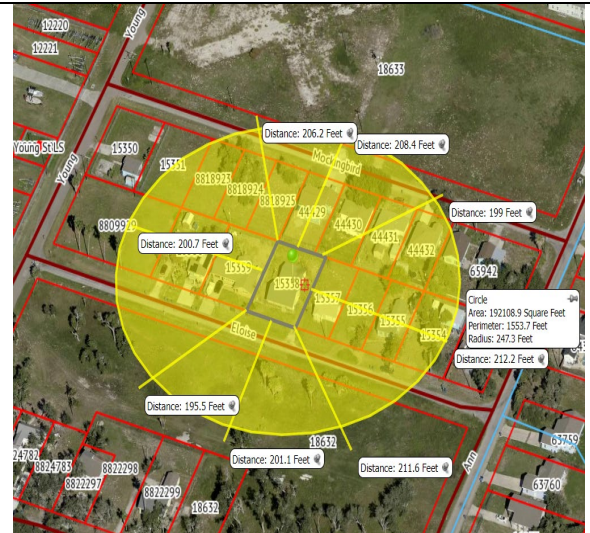 12220
12221
Young
18633
Distance: 206.2 Feet
Distance: 208.4 Feet
Young St LS
15350
15351
Mockingbird
Young
8818923
8818924
8818925
44429
44430
44431
44432
Distance: 199 Feet
8809929
Distance: 200.7 Feet
15359
15358
15357
15356
15355
15354
65942
Circle
Area: 192108.9 Square Feet
Perimeter: 1553.7 Feet
Radius: 247.3 Feet
Eloise
Distance: 212.2 Feet
Distance: 195.5 Feet
18632
Distance: 201.1 Feet
Distance: 211.6 Feet
Ann
63759
63760
24782
8824783
8822298
8822297
8822299
18632